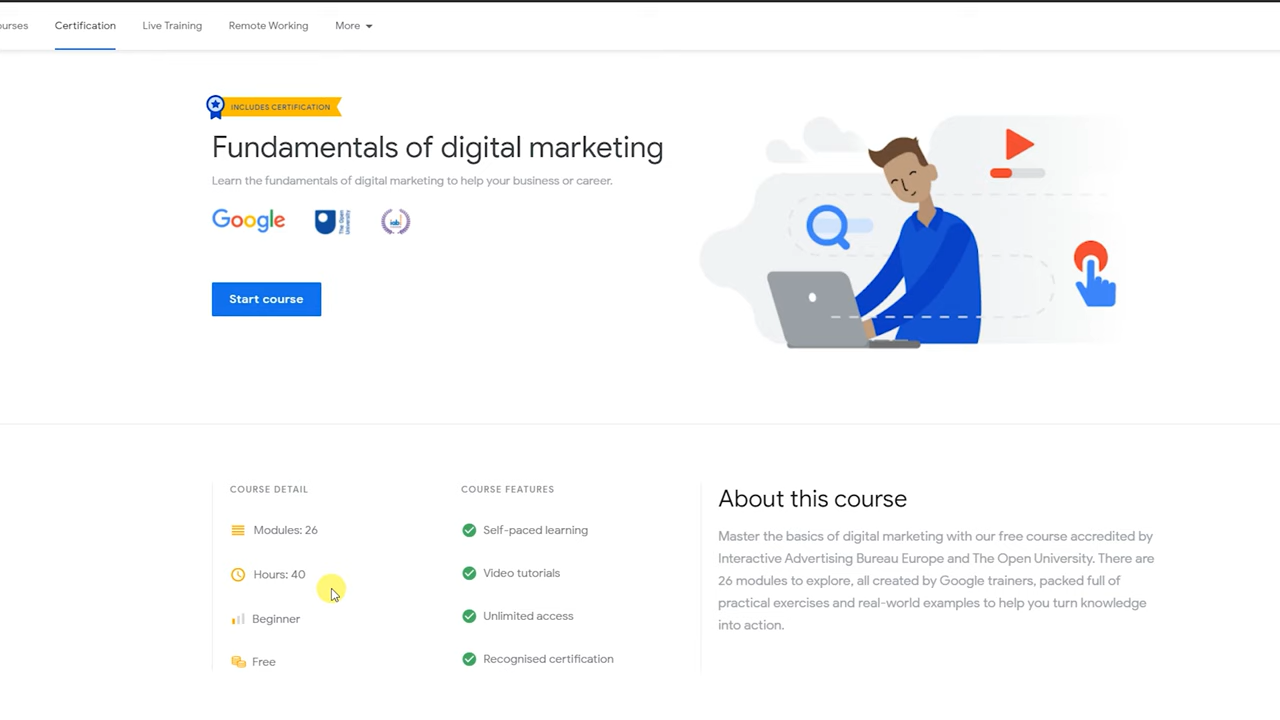 Certification
Live Training
Remote Working
More
INCLUDES CERTIFICATION
Fundamentals of digital marketing
Learn the fundamentals of digital marketing to help your business or career.
Google
The Open
University
iab
Start course
COURSE DETAIL
Modules: 26
Hours: 40
Beginner
Free
COURSE FEATURES
Self-paced learning
Video tutorials
Unlimited access
Recognised certification
About this course
Master the basics of digital marketing with our free course accredited by
Interactive Advertising Bureau Europe and The Open University. There are
26 modules to explore, all created by Google trainers, packed full of
practical exercises and real-world examples to help you turn knowledge
into action.